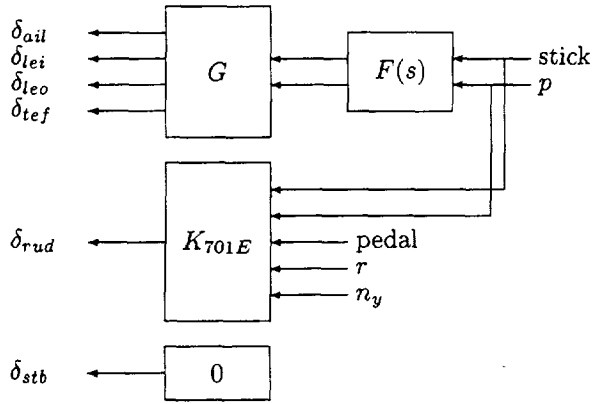 δ_ail
δ_lei
δ_leo
δ_tef
G
F(s)
stick
p
δ_rud
K_701E
pedal
r
n_y
δ_stb
0